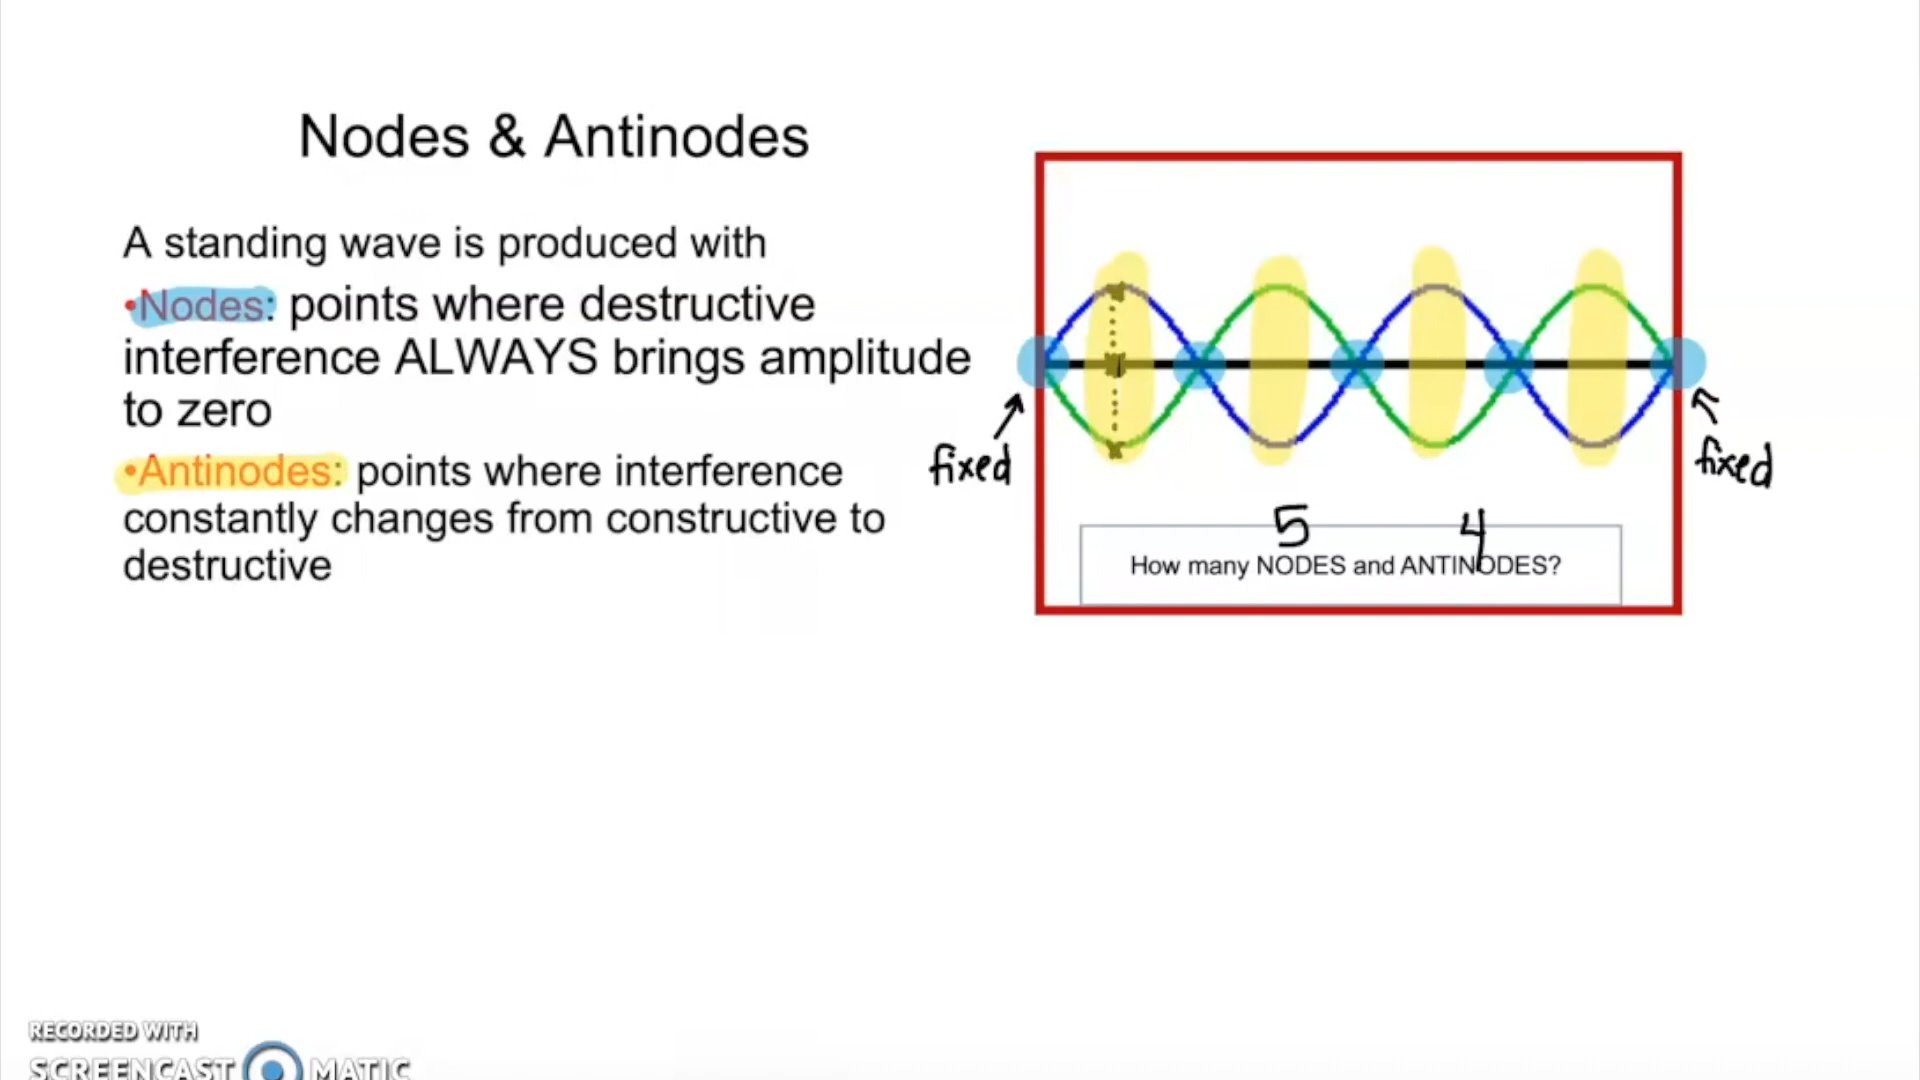 Nodes & Antinodes
A standing wave is produced with
•Nodes: points where destructive
interference ALWAYS brings amplitude
to zero
•Antinodes: points where interference
constantly changes from constructive to
destructive
fixed
fixed
5 4
How many NODES and ANTINODES?
RECORDED WITH
SCREENCAST MATIC